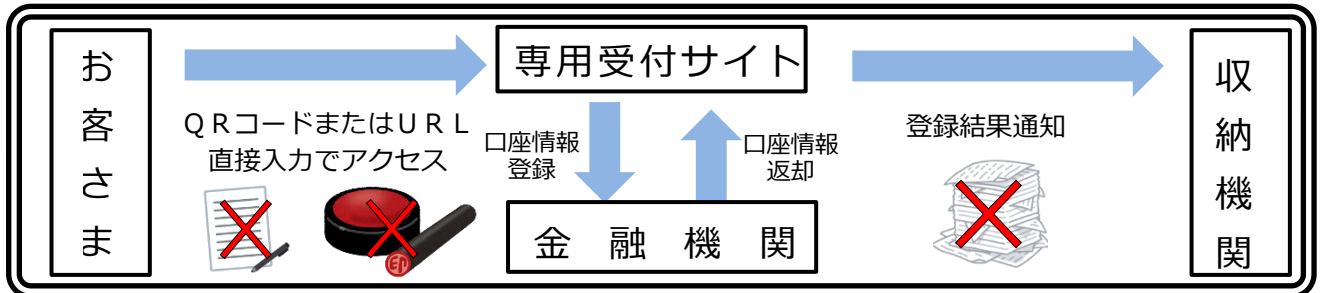 お客さま
専用受付サイト
ＱＲコードまたはＵＲＬ
直接入力でアクセス
口座情報
登録
口座情報
返却
登録結果通知
金融機関
収納機関
印